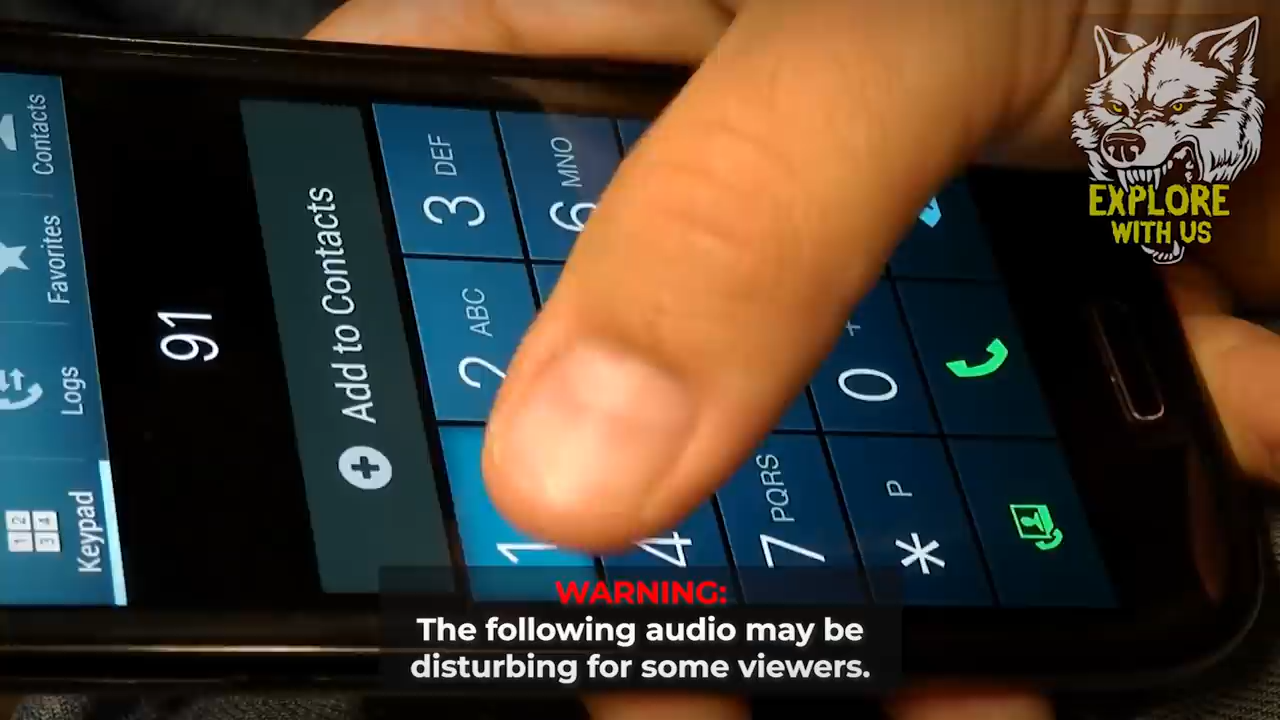 EXPLORE
WITH US
Contacts
Favorites
Logs
Keypad
91
Add to Contacts
1
2 ABC
3 DEF
4
6 MNO
7 PQRS
0 +
* P
WARNING:
The following audio may be
disturbing for some viewers.